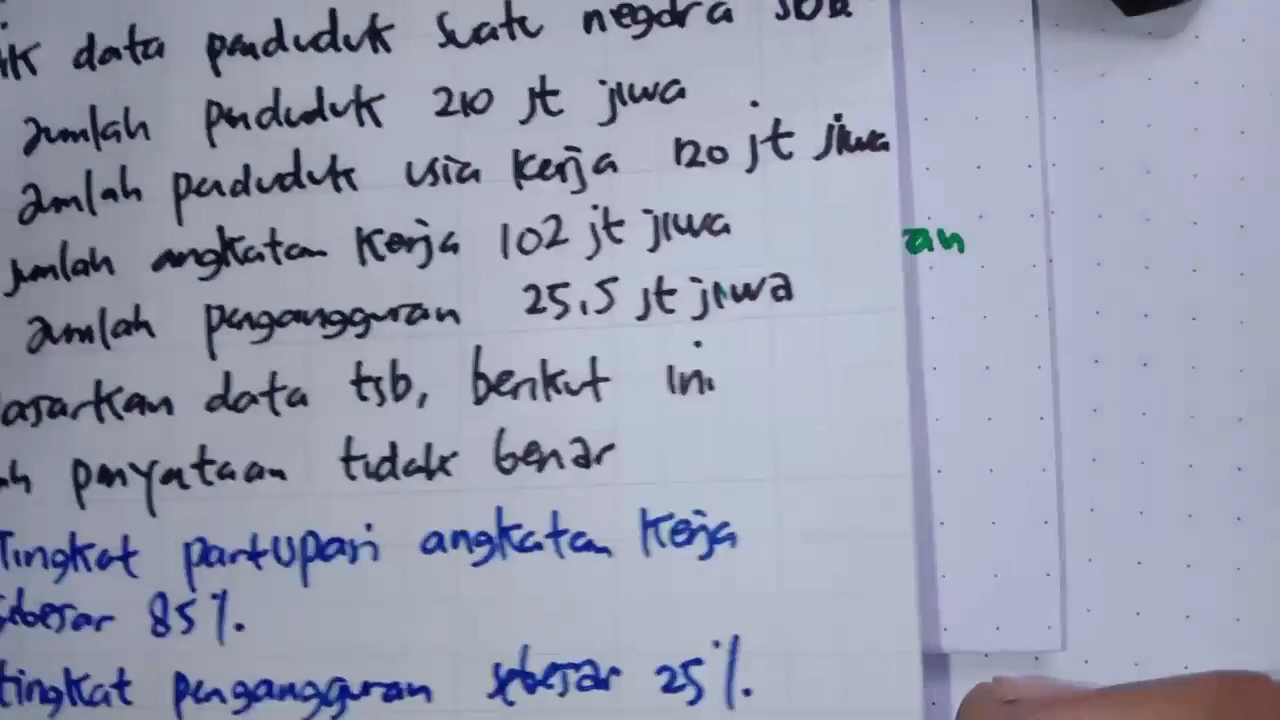 data penduduk suatu negara
Jumlah penduduk 210 jt jiwa
Jumlah penduduk usia kerja 120 jt jiwa
jumlah angkatan kerja 102 jt jiwa
an
Jumlah pengangguran 25,5 jt jiwa
asarkan data tsb, berikut ini
pernyataan tidak benar
Tingkat partisipasi angkatan kerja
sebesar 85%.
tingkat pengangguran sebesar 25%.